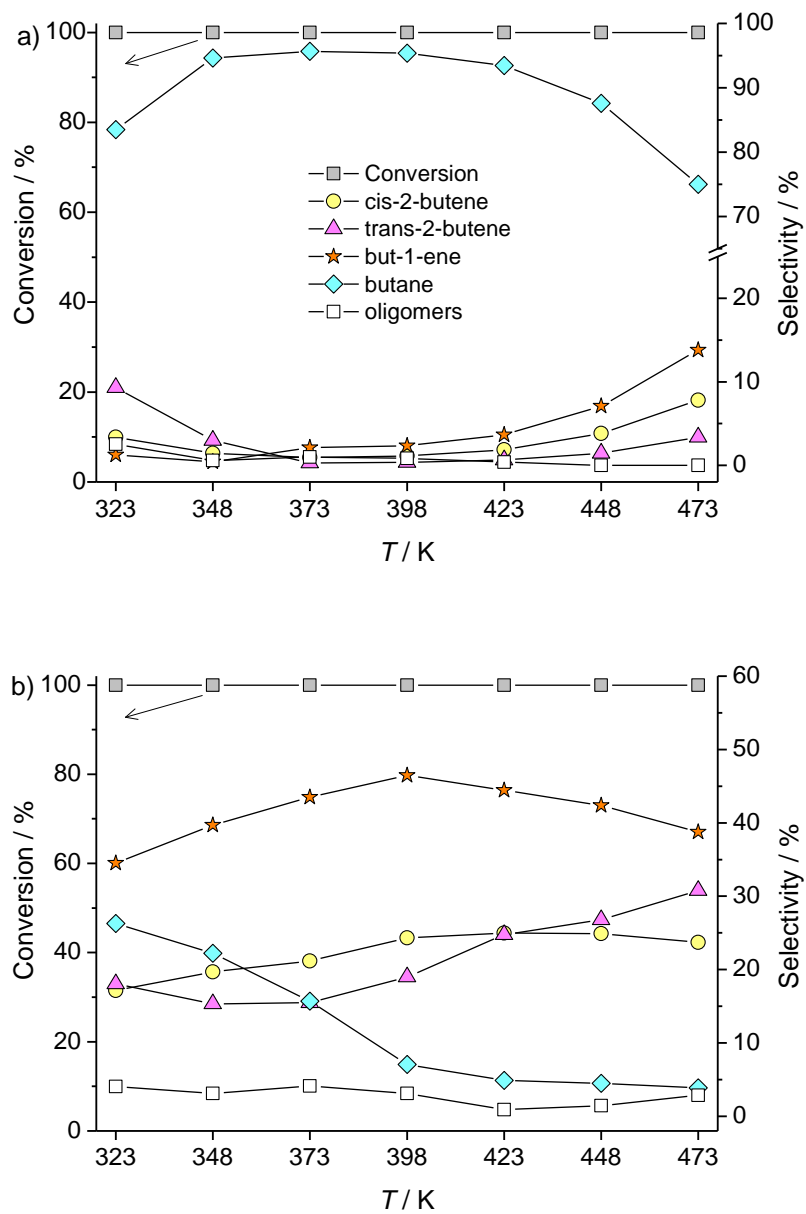 a)
100
80
60
40
20
0
Conversion / %
100
90
80
70
20
10
0
Selectivity / %
Conversion
cis-2-butene
trans-2-butene
but-1-ene
butane
oligomers
323 348 373 398 423 448 473
T / K
b)
100
80
60
40
20
0
Conversion / %
60
50
40
30
20
10
0
Selectivity / %
323 348 373 398 423 448 473
T / K